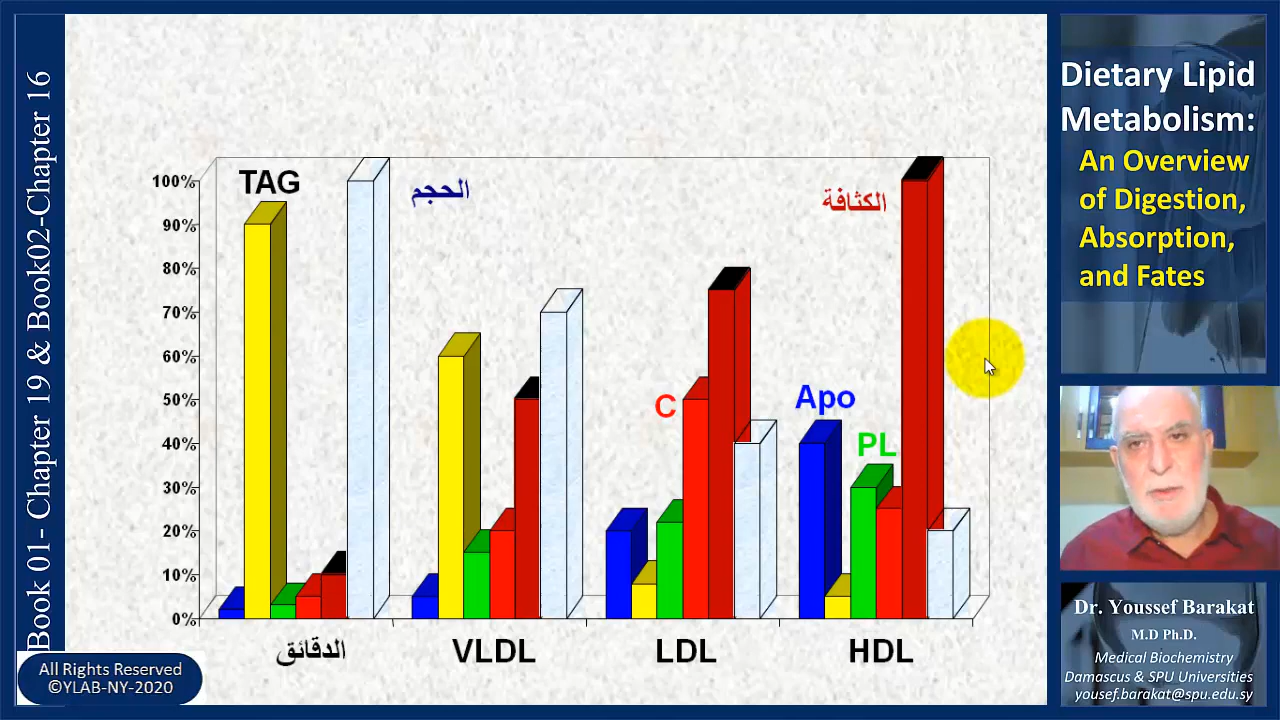 Book 01- Chapter 19 & Book02-Chapter 16
TAG
الحجم
الكثافة
C
Apo
PL
100%
90%
80%
70%
60%
50%
40%
30%
20%
10%
0%
الدقائق
VLDL
LDL
HDL
All Rights Reserved
©YLAB-NY-2020
Dietary Lipid
Metabolism:
An Overview
of Digestion,
Absorption,
and Fates
Dr. Youssef Barakat
M.D Ph.D.
Medical Biochemistry
Damascus & SPU Universities
yousef.barakat@spu.edu.sy